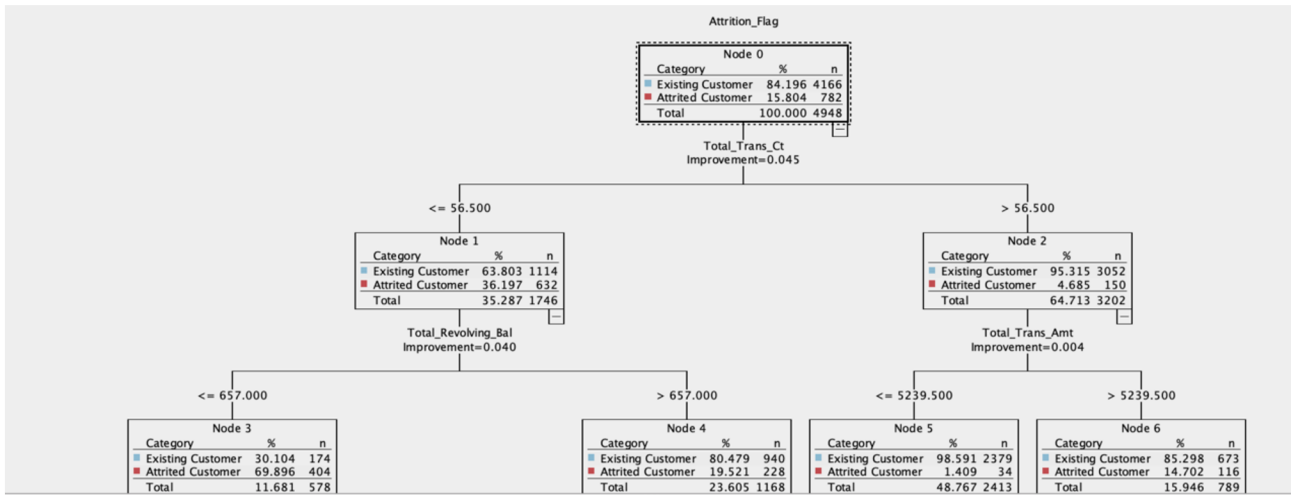 Attrition_Flag
Node 0
Category % n
Existing Customer 84.196 4166
Attrited Customer 15.804 782
Total 100.000 4948
Total_Trans_Ct
Improvement=0.045
<= 56.500
> 56.500
Node 1
Category % n
Existing Customer 63.803 1114
Attrited Customer 36.197 632
Total 35.287 1746
Node 2
Category % n
Existing Customer 95.315 3052
Attrited Customer 4.685 150
Total 64.713 3202
Total_Revolving_Bal
Improvement=0.040
Total_Trans_Amt
Improvement=0.004
<= 657.000
> 657.000
<= 5239.500
> 5239.500
Node 3
Category % n
Existing Customer 30.104 174
Attrited Customer 69.896 404
Total 11.681 578
Node 4
Category % n
Existing Customer 80.479 940
Attrited Customer 19.521 228
Total 23.605 1168
Node 5
Category % n
Existing Customer 98.591 2379
Attrited Customer 1.409 34
Total 48.767 2413
Node 6
Category % n
Existing Customer 85.298 673
Attrited Customer 14.702 116
Total 15.946 789